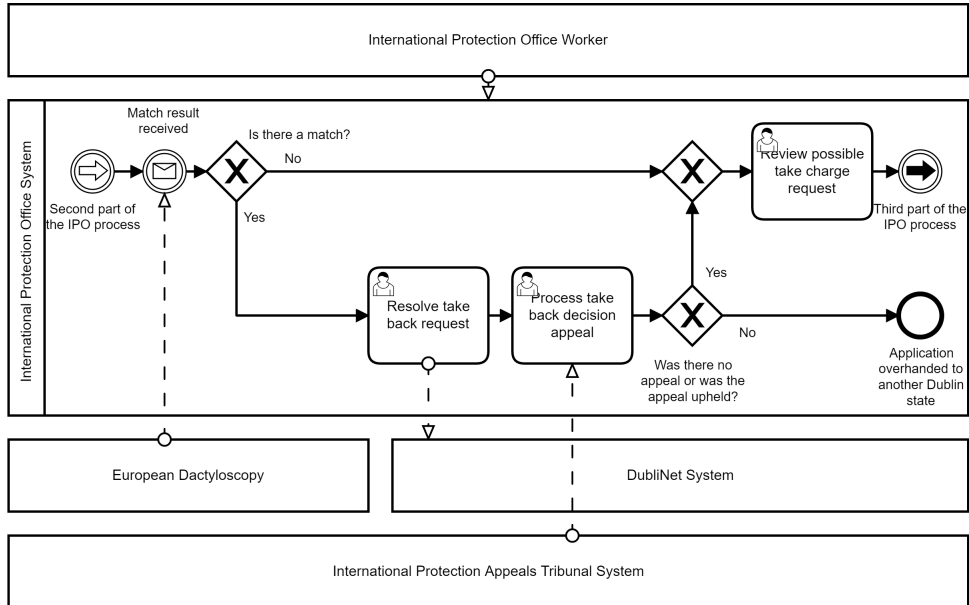 International Protection Office Worker
International Protection Office System
Match result
received
Is there a match?
No
Yes
Second part of
the IPO process
Review possible
take charge
request
Third part of the
IPO process
Resolve take
back request
Process take
back decision
appeal
Yes
No
Was there no
appeal or was the
appeal upheld?
Application
overhanded to
another Dublin
state
European Dactyloscopy
DubliNet System
International Protection Appeals Tribunal System